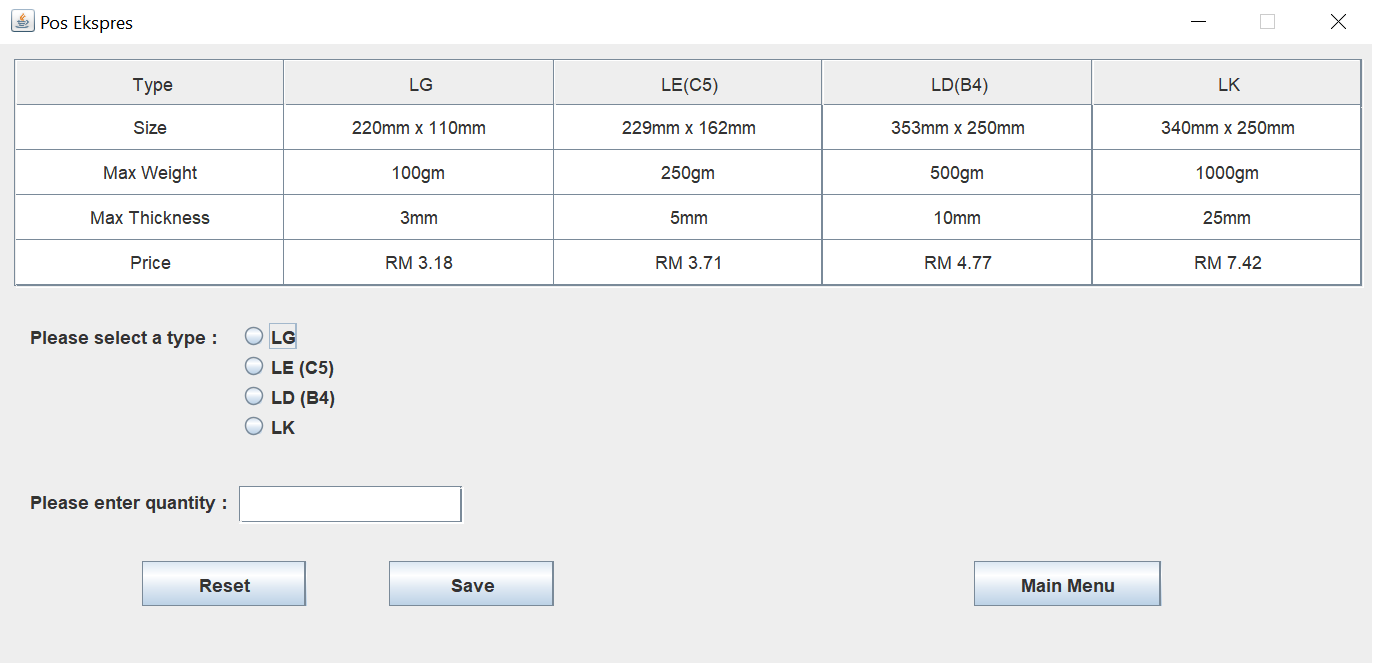 Pos Ekspres
Type LG LE(C5) LD(B4) LK
Size 220mm x 110mm 229mm x 162mm 353mm x 250mm 340mm x 250mm
Max Weight 100gm 250gm 500gm 1000gm
Max Thickness 3mm 5mm 10mm 25mm
Price RM 3.18 RM 3.71 RM 4.77 RM 7.42
Please select a type : LG
LE (C5)
LD (B4)
LK
Please enter quantity :
Reset Save Main Menu